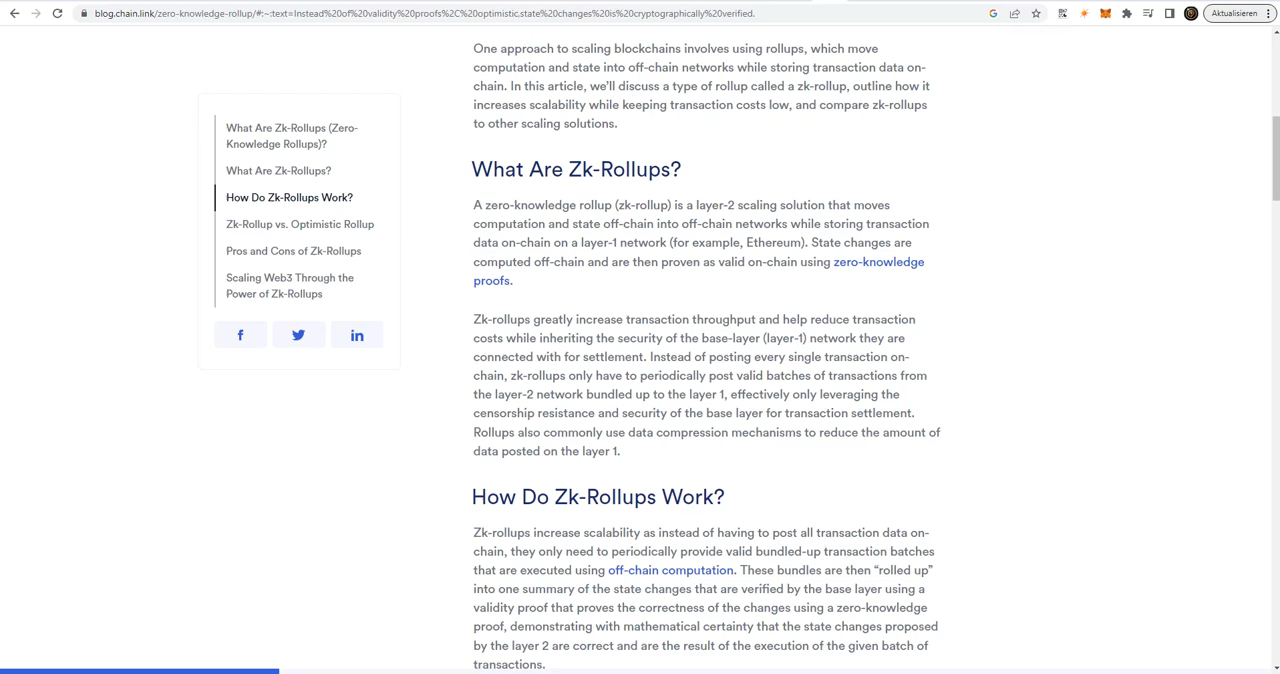 blog.chain.link/zero-knowledge-rollup/#:~:text=Instead%20of%20validity%20proofs%2C%20optimistic,state%20changes%20is%20cryptographically%20verified.
Aktualisieren
What Are Zk-Rollups (Zero-
Knowledge Rollups)?
What Are Zk-Rollups?
How Do Zk-Rollups Work?
Zk-Rollup vs. Optimistic Rollup
Pros and Cons of Zk-Rollups
Scaling Web3 Through the
Power of Zk-Rollups
One approach to scaling blockchains involves using rollups, which move
computation and state into off-chain networks while storing transaction data on-
chain. In this article, we’ll discuss a type of rollup called a zk-rollup, outline how it
increases scalability while keeping transaction costs low, and compare zk-rollups
to other scaling solutions.
What Are Zk-Rollups?
A zero-knowledge rollup (zk-rollup) is a layer-2 scaling solution that moves
computation and state off-chain into off-chain networks while storing transaction
data on-chain on a layer-1 network (for example, Ethereum). State changes are
computed off-chain and are then proven as valid on-chain using zero-knowledge
proofs.
Zk-rollups greatly increase transaction throughput and help reduce transaction
costs while inheriting the security of the base-layer (layer-1) network they are
connected with for settlement. Instead of posting every single transaction on-
chain, zk-rollups only have to periodically post valid batches of transactions from
the layer-2 network bundled up to the layer 1, effectively only leveraging the
censorship resistance and security of the base layer for transaction settlement.
Rollups also commonly use data compression mechanisms to reduce the amount of
data posted on the layer 1.
How Do Zk-Rollups Work?
Zk-rollups increase scalability as instead of having to post all transaction data on-
chain, they only need to periodically provide valid bundled-up transaction batches
that are executed using off-chain computation. These bundles are then “rolled up”
into one summary of the state changes that are verified by the base layer using a
validity proof that proves the correctness of the changes using a zero-knowledge
proof, demonstrating with mathematical certainty that the state changes proposed
by the layer 2 are correct and are the result of the execution of the given batch of
transactions.